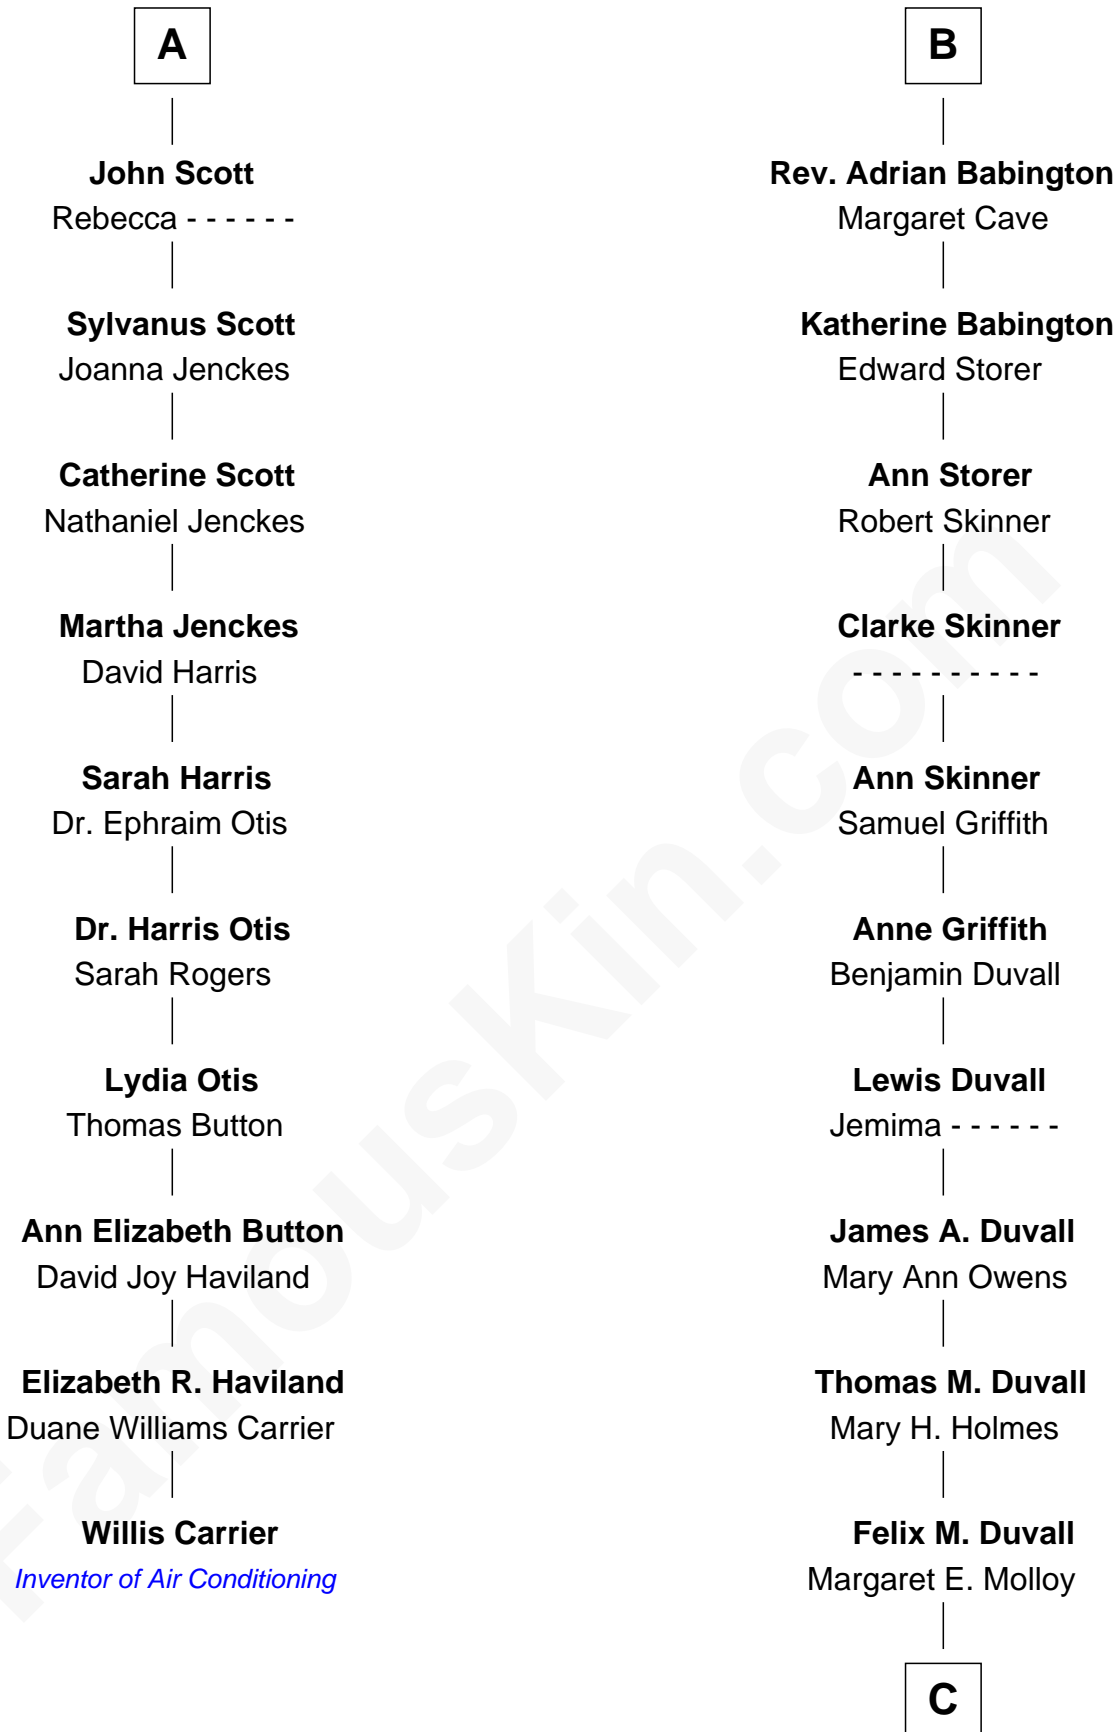 A
John Scott
Rebecca - - - - - -
Sylvanus Scott
Joanna Jenckes
Catherine Scott
Nathaniel Jenckes
Martha Jenckes
David Harris
Sarah Harris
Dr. Ephraim Otis
Dr. Harris Otis
Sarah Rogers
Lydia Otis
Thomas Button
Ann Elizabeth Button
David Joy Haviland
Elizabeth R. Haviland
Duane Williams Carrier
Willis Carrier
Inventor of Air Conditioning
B
Rev. Adrian Babington
Margaret Cave
Katherine Babington
Edward Storer
Ann Storer
Robert Skinner
Clarke Skinner
- - - - - - - - - -
Ann Skinner
Samuel Griffith
Anne Griffith
Benjamin Duvall
Lewis Duvall
Jemima - - - - - -
James A. Duvall
Mary Ann Owens
Thomas M. Duvall
Mary H. Holmes
Felix M. Duvall
Margaret E. Molloy
C
FamousKin.com